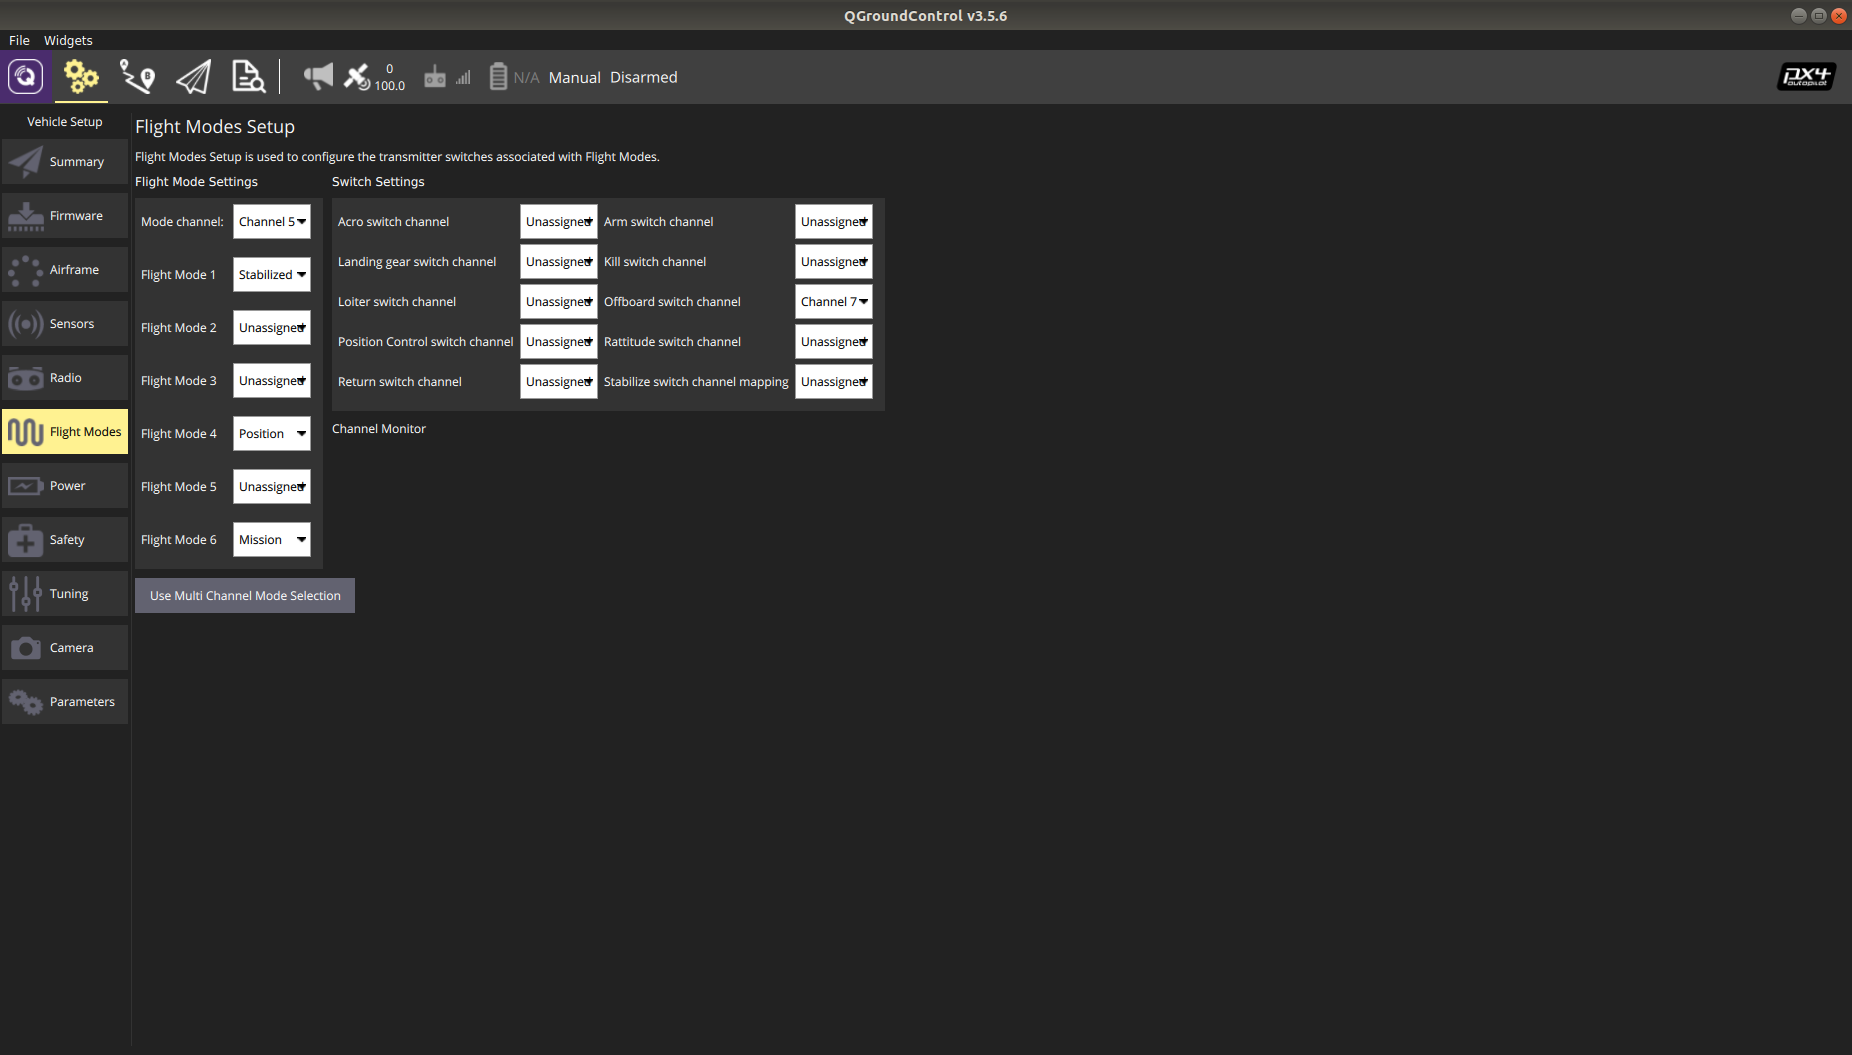 QGroundControl v3.5.6
File Widgets
0
100.0
N/A Manual Disarmed
px4
autopilot
Vehicle Setup
Summary
Firmware
Airframe
Sensors
Radio
Flight Modes
Power
Safety
Tuning
Camera
Parameters
Flight Modes Setup
Flight Modes Setup is used to configure the transmitter switches associated with Flight Modes.
Flight Mode Settings
Mode channel: Channel 5
Flight Mode 1 Stabilized
Flight Mode 2 Unassigned
Flight Mode 3 Unassigned
Flight Mode 4 Position
Flight Mode 5 Unassigned
Flight Mode 6 Mission
Use Multi Channel Mode Selection
Switch Settings
Acro switch channel Unassigned Arm switch channel Unassigned
Landing gear switch channel Unassigned Kill switch channel Unassigned
Loiter switch channel Unassigned Offboard switch channel Channel 7
Position Control switch channel Unassigned Rattitude switch channel Unassigned
Return switch channel Unassigned Stabilize switch channel mapping Unassigned
Channel Monitor